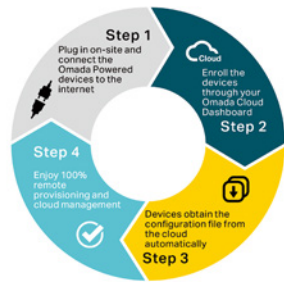 Step 1
Plug in on-site and
connect the
Omada Powered
devices to the
internet
Cloud
Enroll the
devices
through your
Omada Cloud
Dashboard
Step 2
Devices obtain the
configuration file from
the cloud
automatically
Step 3
Step 4
Enjoy 100%
remote
provisioning and
cloud management